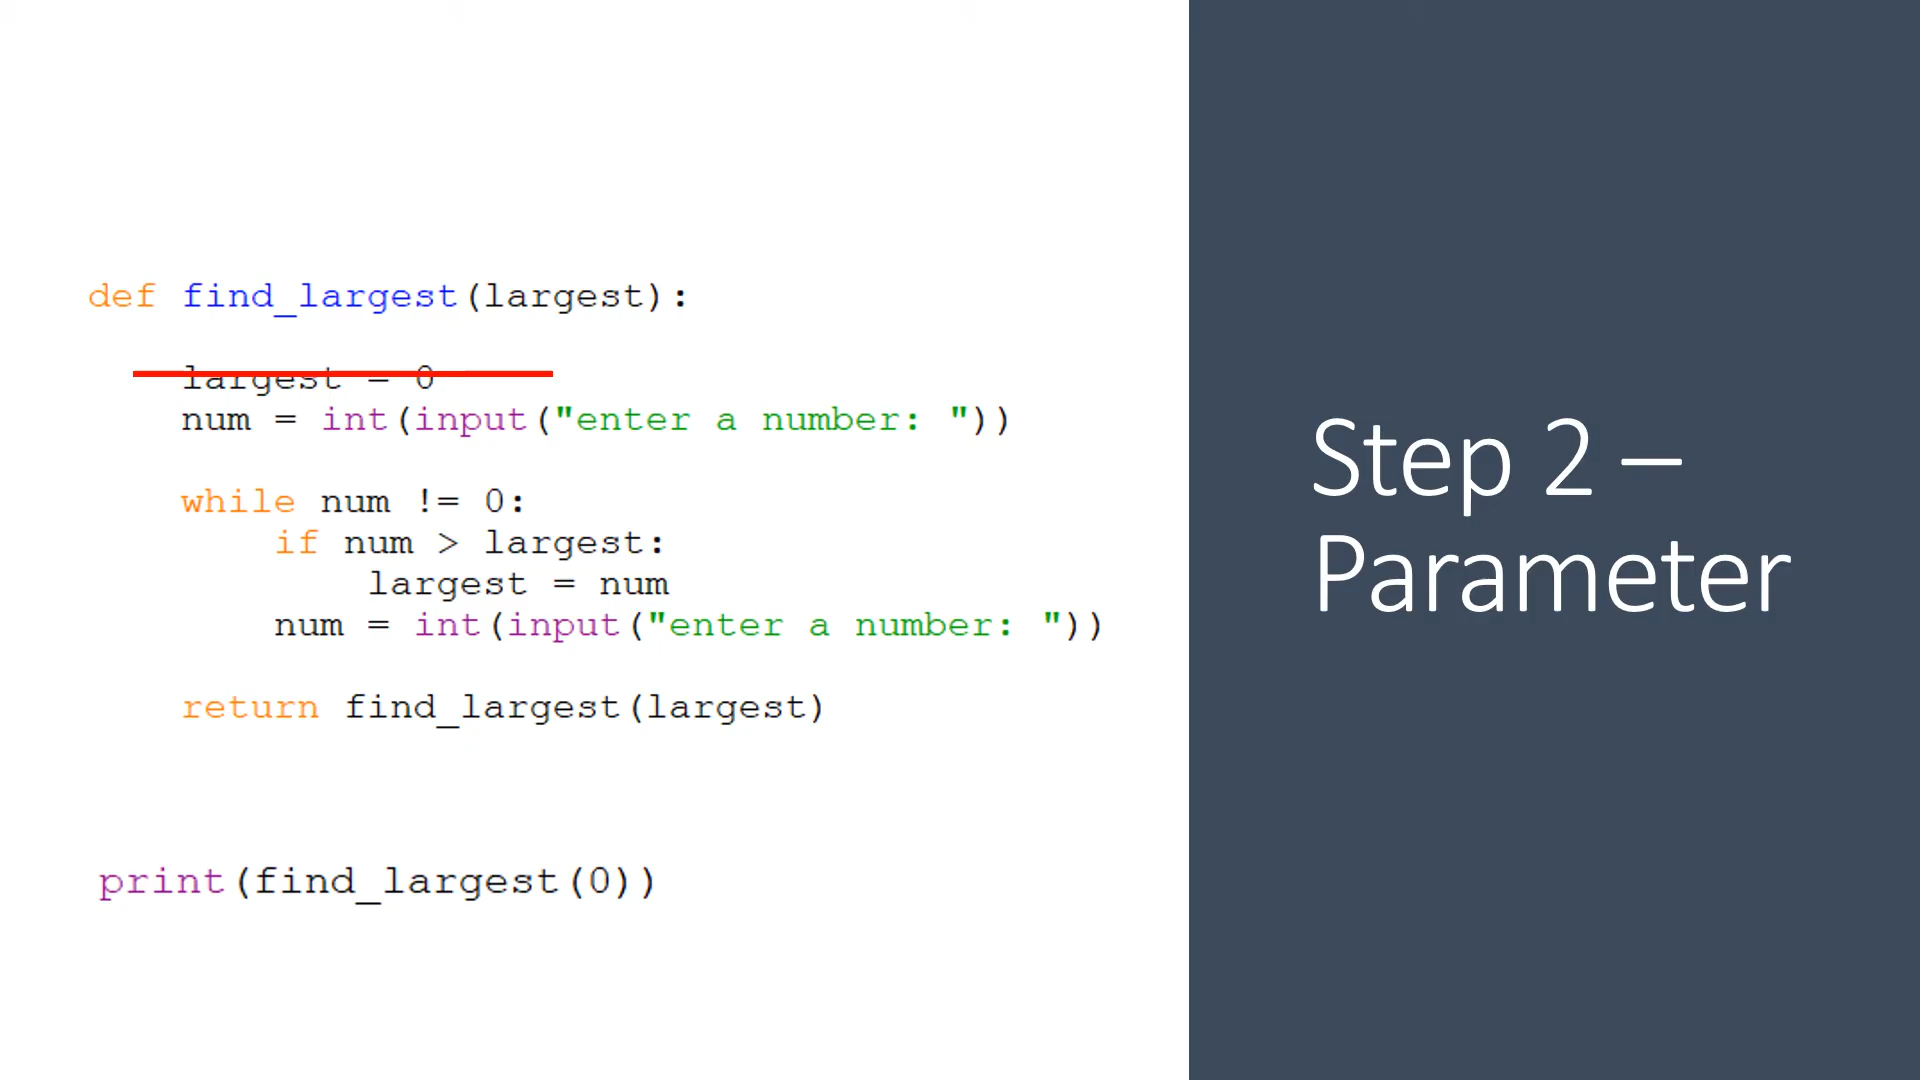 def find_largest(largest):
largest = 0
num = int(input("enter a number: "))
while num != 0:
if num > largest:
largest = num
num = int(input("enter a number: "))
return find_largest(largest)
print(find_largest(0))
Step 2 –
Parameter